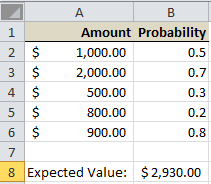 A B
1 Amount Probability
2 $ 1,000.00 0.5
3 $ 2,000.00 0.7
4 $ 500.00 0.3
5 $ 800.00 0.2
6 $ 900.00 0.8
7
8 Expected Value: $2,930.00